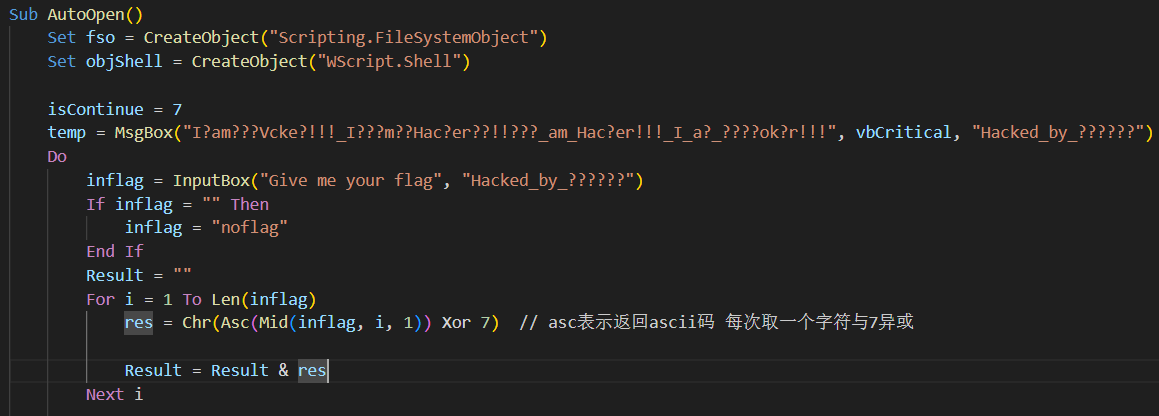 Sub AutoOpen()
    Set fso = CreateObject("Scripting.FileSystemObject")
    Set objShell = CreateObject("WScript.Shell")
    isContinue = 7
    temp = MsgBox("I?am???Vcke?!!!_I???m??Hac?er??!!???_am_Hac?er!!!_I_a?_????ok?r!!!", vbCritical, "Hacked_by_??????")
    Do
        inflag = InputBox("Give me your flag", "Hacked_by_??????")
        If inflag = "" Then
            inflag = "noflag"
        End If
        Result = ""
        For i = 1 To Len(inflag)
            res = Chr(Asc(Mid(inflag, i, 1)) Xor 7)  // asc表示返回ascii码 每次取一个字符与7异或
            Result = Result & res
        Next i